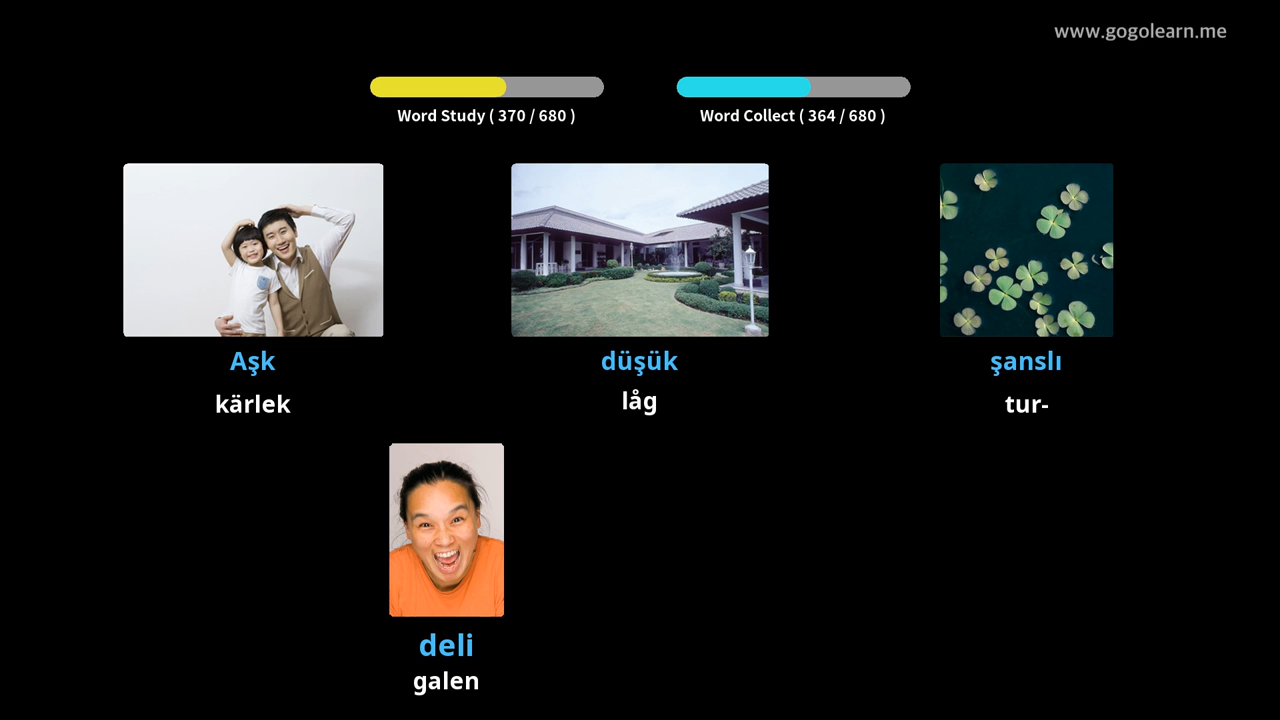 www.gogolearn.me
Word Study ( 370 / 680 )
Word Collect ( 364 / 680 )
Aşk
düşük
şanslı
kärlek
låg
tur-
deli
galen